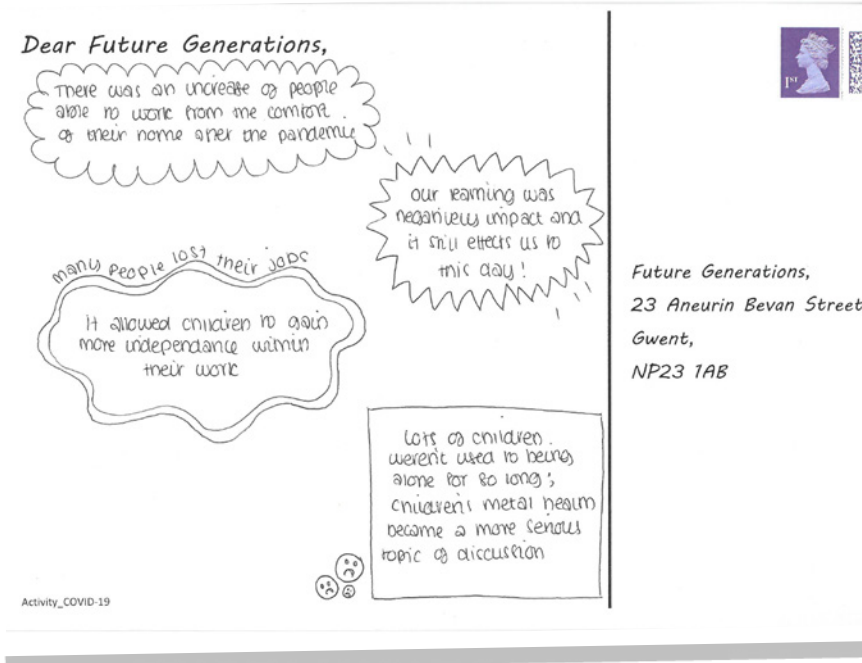 Dear Future Generations,
There was an increase of people
able to work from the comfort
of their home after the pandemic
our learning was
negatively impact and
it still effects us to
this day!
many people lost their jobs
It allowed children to gain
more independance within
their work
Lots of children
weren't used to being
alone for so long;
children's metal health
became a more serious
topic of discussion
Activity_COVID-19
1ST
Future Generations,
23 Aneurin Bevan Street
Gwent,
NP23 1AB